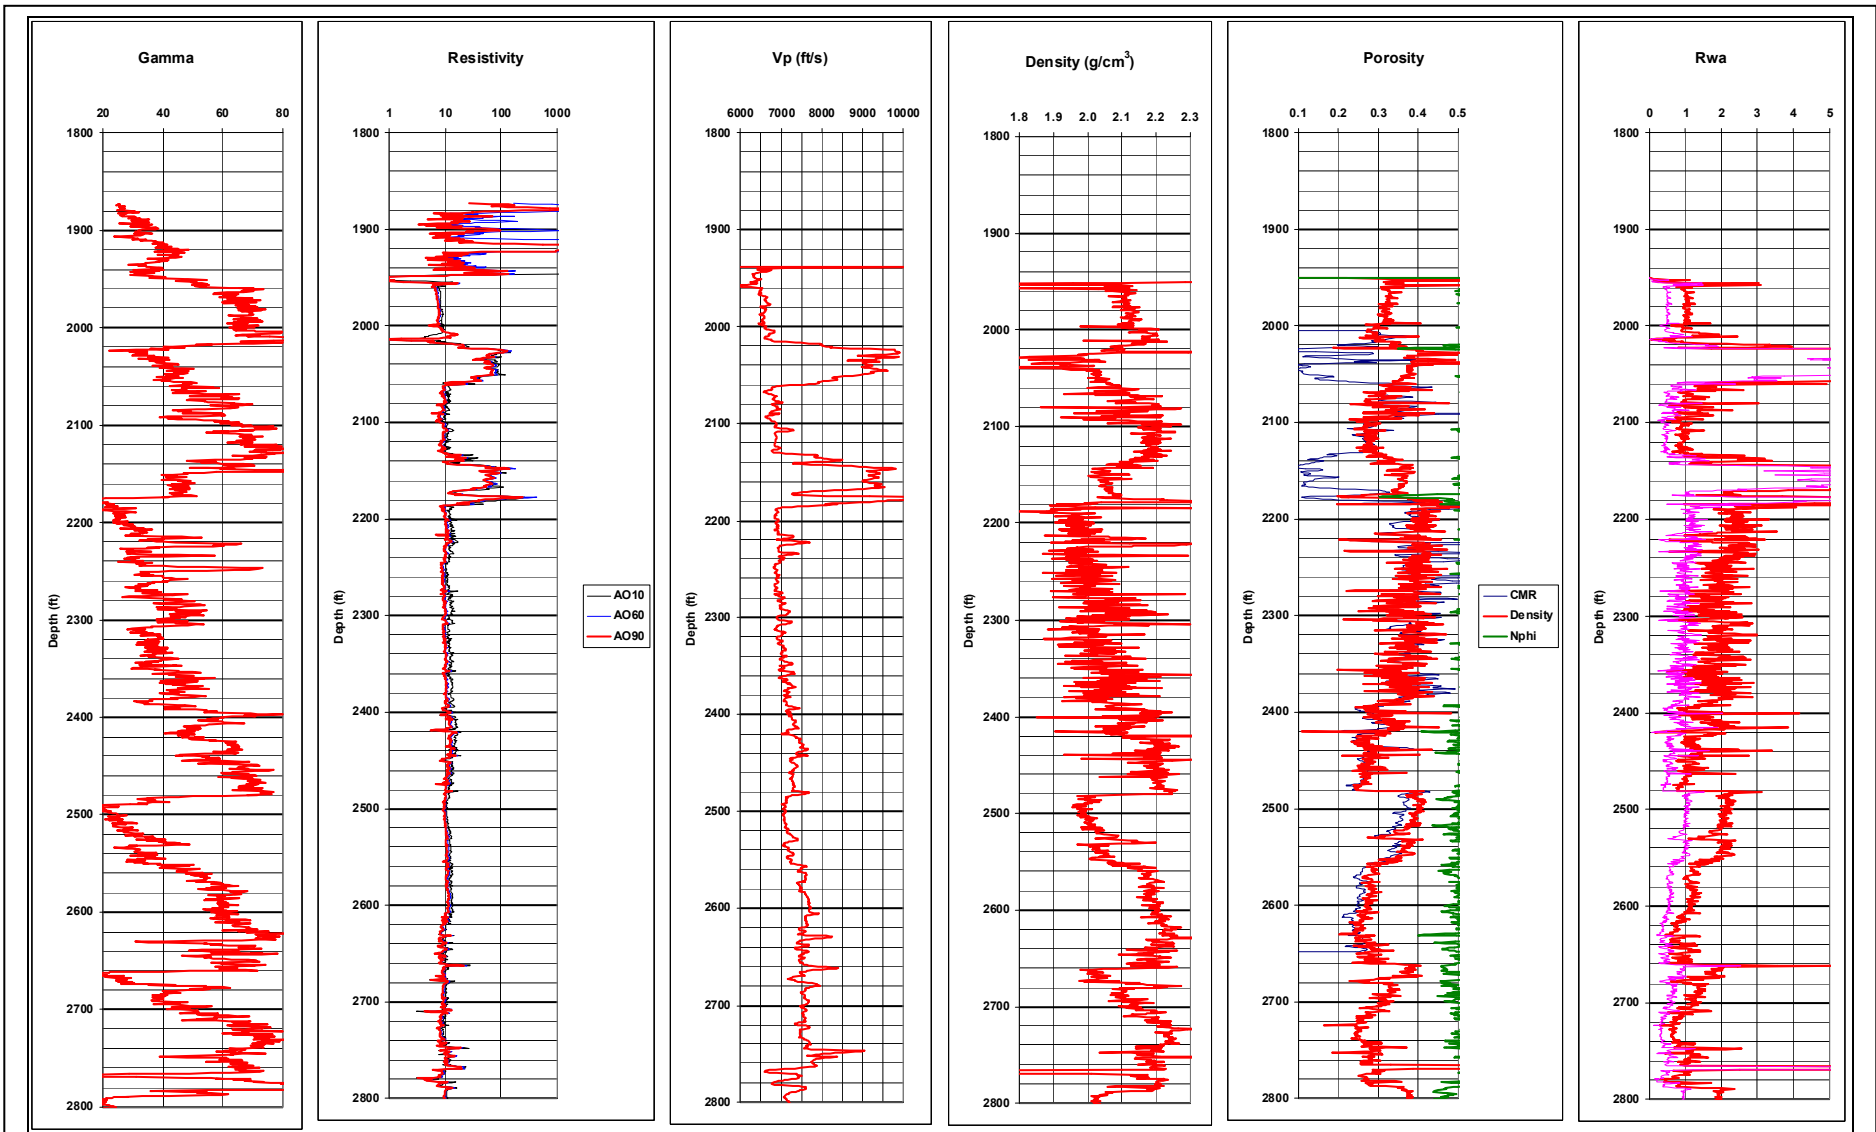 Gamma
20 40 60 80
1800
1900
2000
2100
2200
2300
2400
2500
2600
2700
2800
Depth (ft)
Resistivity
1 10 100 1000
1800
1900
2000
2100
2200
2300
2400
2500
2600
2700
2800
Depth (ft)
AO10
AO60
AO90
Vp (ft/s)
6000 7000 8000 9000 10000
1800
1900
2000
2100
2200
2300
2400
2500
2600
2700
2800
Depth (ft)
Density (g/cm³)
1.8 1.9 2.0 2.1 2.2 2.3
1800
1900
2000
2100
2200
2300
2400
2500
2600
2700
2800
Depth (ft)
Porosity
0.1 0.2 0.3 0.4 0.5
1800
1900
2000
2100
2200
2300
2400
2500
2600
2700
2800
Depth (ft)
CMR
Density
Nphi
Rwa
0 1 2 3 4 5
1800
1900
2000
2100
2200
2300
2400
2500
2600
2700
2800
Depth (ft)